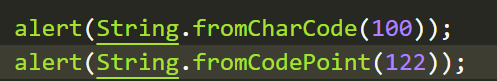 alert(String.fromCharCode(100));
alert(String.fromCodePoint(122));